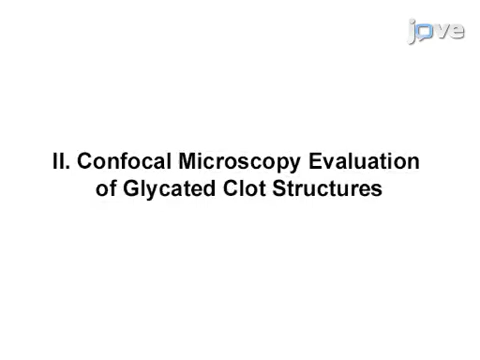 jove
II. Confocal Microscopy Evaluation
of Glycated Clot Structures